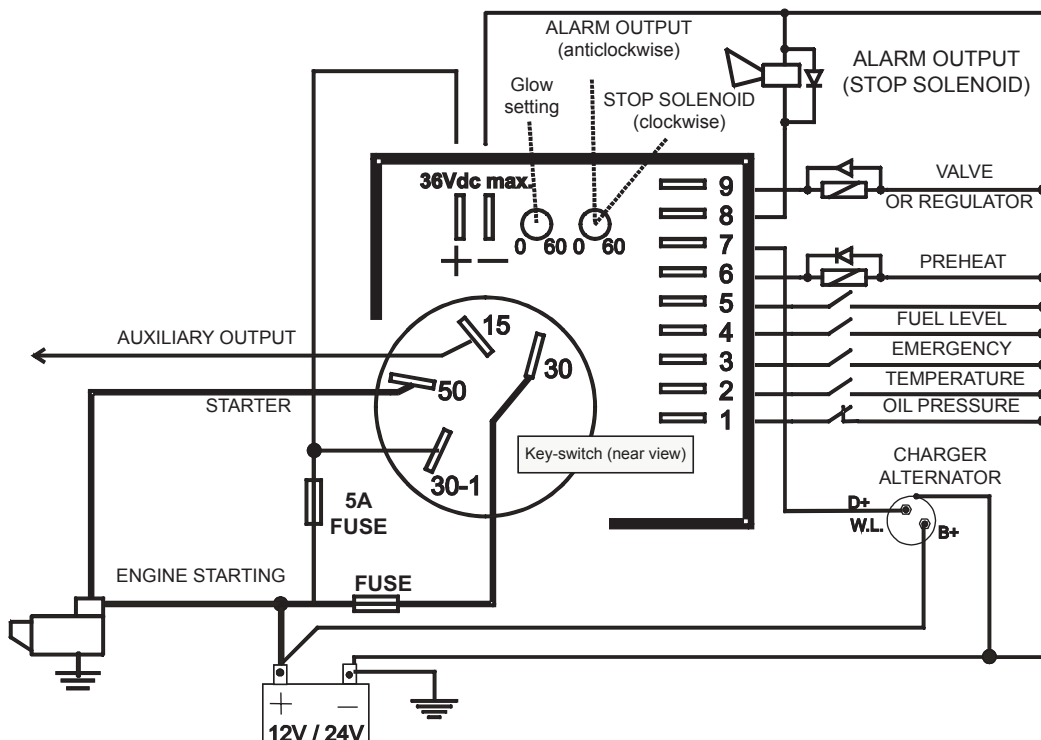 ALARM OUTPUT
(anticlockwise)
ALARM OUTPUT
(STOP SOLENOID)
Glow
setting
STOP SOLENOID
(clockwise)
36Vdc max.
+ −
0 60 0 60
9
8
7
6
5
4
3
2
1
VALVE
OR REGULATOR
PREHEAT
FUEL LEVEL
EMERGENCY
TEMPERATURE
OIL PRESSURE
AUXILIARY OUTPUT
15
30
50
STARTER
30-1
Key-switch (near view)
CHARGER
ALTERNATOR
D+
W.L.
B+
5A
FUSE
ENGINE STARTING
FUSE
+ −
12V / 24V